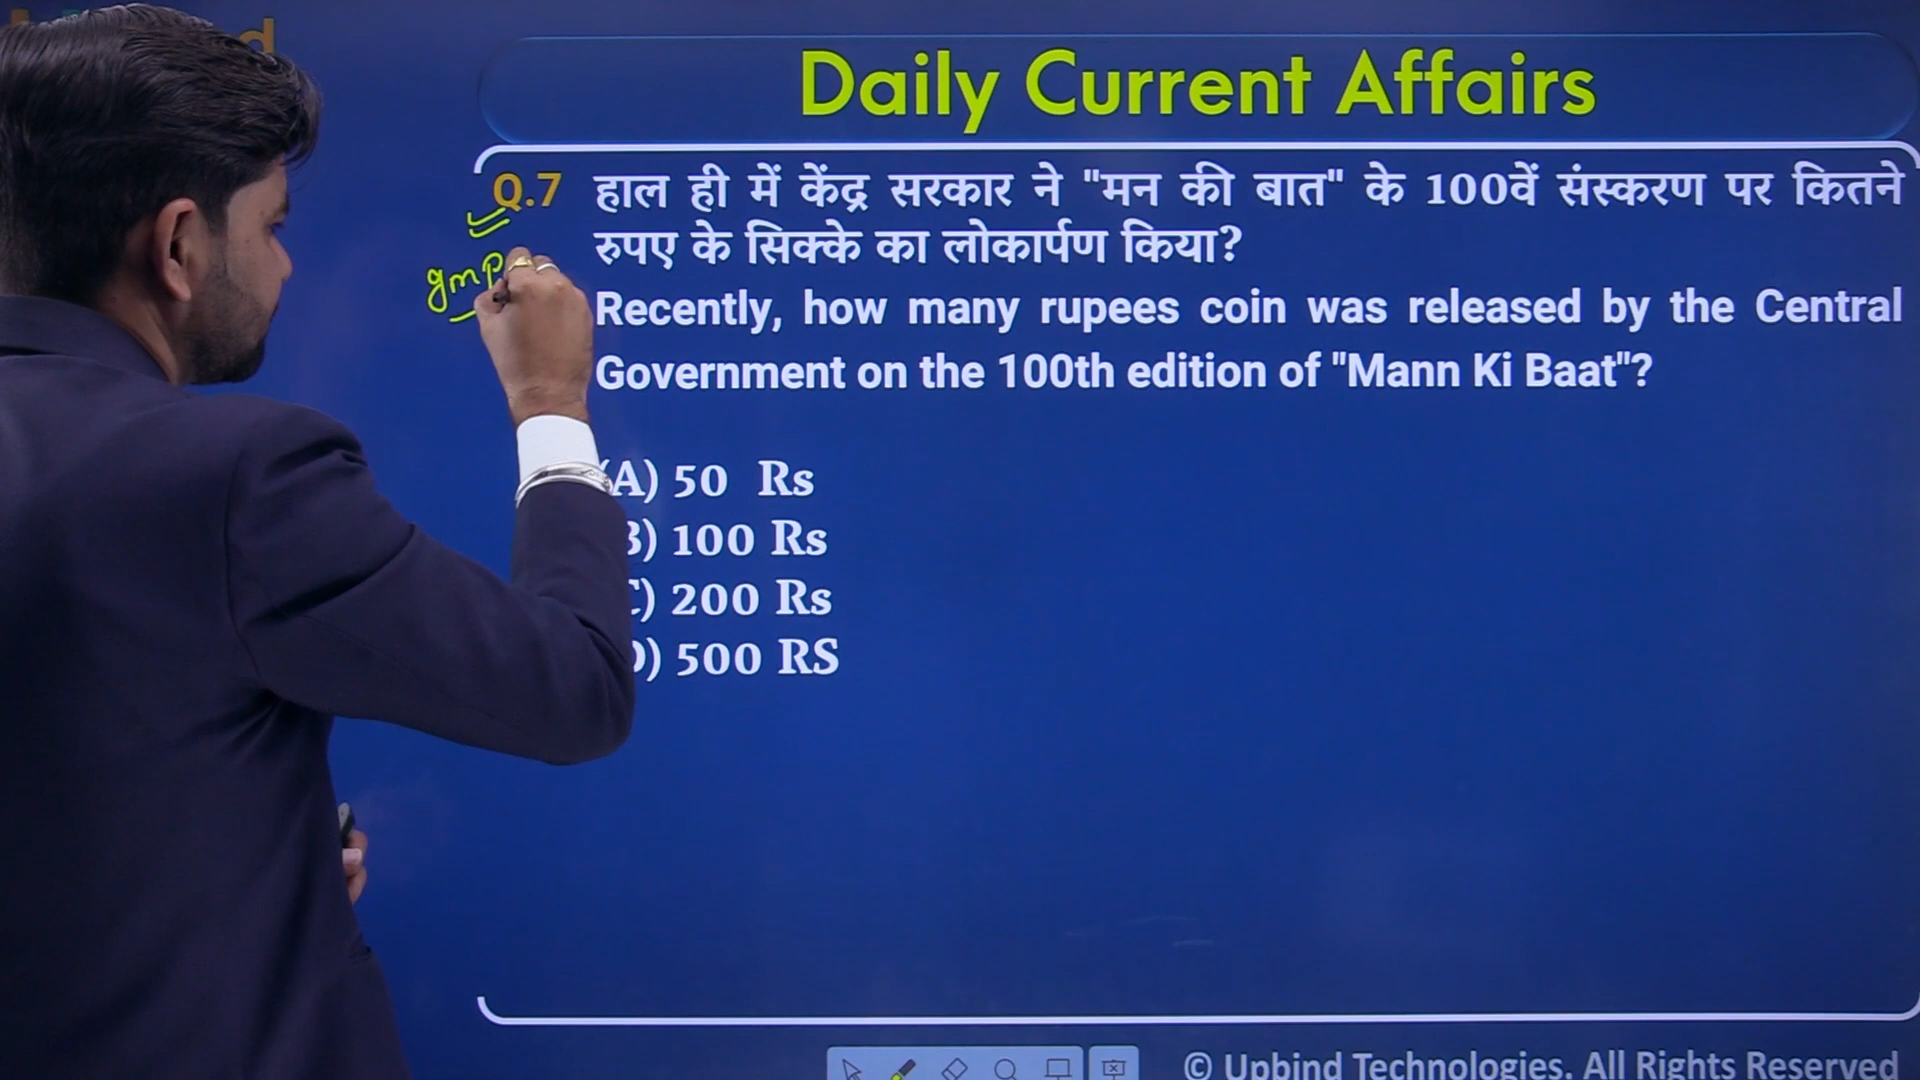 Daily Current Affairs
Q.7 हाल ही में केंद्र सरकार ने "मन की बात" के 100वें संस्करण पर कितने
रुपए के सिक्के का लोकार्पण किया?
gmp
Recently, how many rupees coin was released by the Central
Government on the 100th edition of "Mann Ki Baat"?
(A) 50 Rs
B) 100 Rs
C) 200 Rs
D) 500 RS
© Upbind Technologies. All Rights Reserved